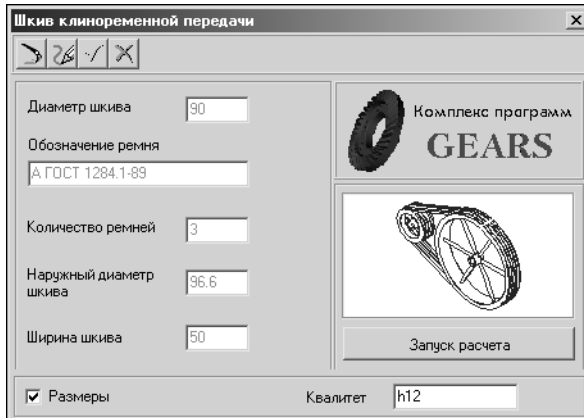 Шкив клиноременной передачи
Диаметр шкива 90
Обозначение ремня
А ГОСТ 1284.1-89
Количество ремней 3
Наружный диаметр
шкива 96.6
Ширина шкива 50
Комплекс программ
GEARS
Запуск расчета
Размеры
Квалитет h12